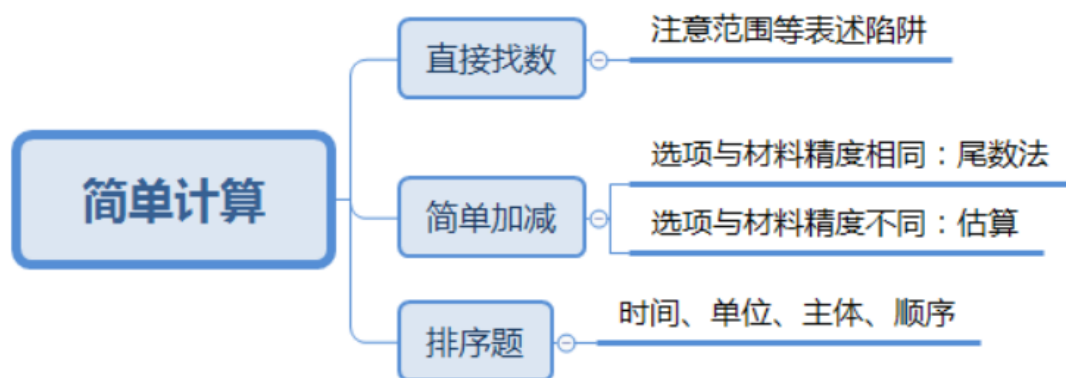 简单计算
直接找数
注意范围等表述陷阱
简单加减
选项与材料精度相同：尾数法
选项与材料精度不同：估算
排序题
时间、单位、主体、顺序